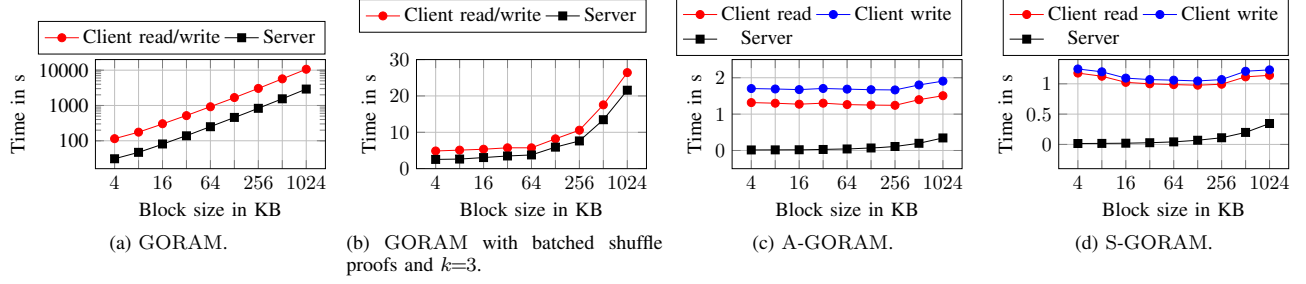 Client read/write Server
Time in s
10000
1000
100
4 16 64 256 1024
Block size in KB
(a) GORAM.
Client read/write Server
Time in s
30
20
10
0
4 16 64 256 1024
Block size in KB
(b) GORAM with batched shuffle
proofs and k=3.
Client read Client write
Server
Time in s
2
1
0
4 16 64 256 1024
Block size in KB
(c) A-GORAM.
Client read Client write
Server
Time in s
1
0.5
0
4 16 64 256 1024
Block size in KB
(d) S-GORAM.